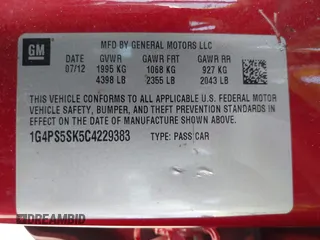 GM
MFD BY GENERAL MOTORS LLC
07/12
GVWR GAWR FRT GAWR RR
1995 KG 1068 KG 927 KG
4398 LB 2355 LB 2043 LB
THIS VEHICLE CONFORMS TO ALL APPLICABLE U.S. FEDERAL MOTOR
VEHICLE SAFETY, BUMPER, AND THEFT PREVENTION STANDARDS
IN EFFECT ON THE DATE OF MANUFACTURE SHOWN ABOVE.
1G4PS5SK5C4229383 TYPE: PASS CAR
DREAMBID